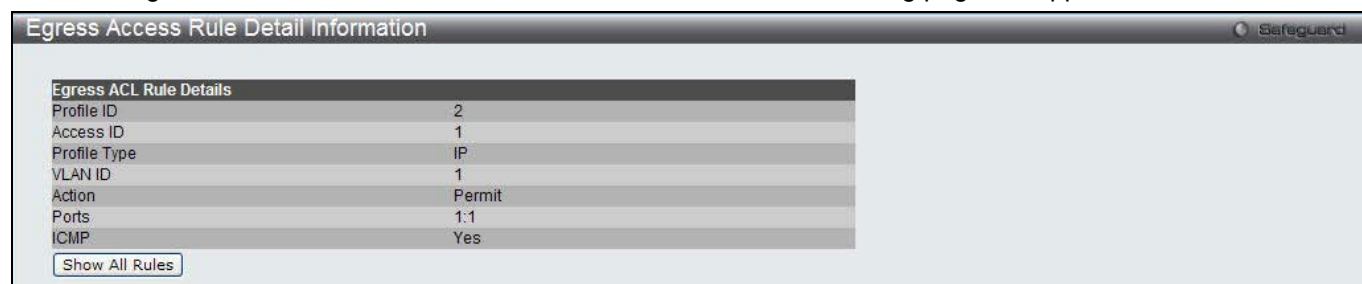 Egress Access Rule Detail Information
Safeguard
Egress ACL Rule Details
Profile ID 2
Access ID 1
Profile Type IP
VLAN ID 1
Action Permit
Ports 1:1
ICMP Yes
Show All Rules